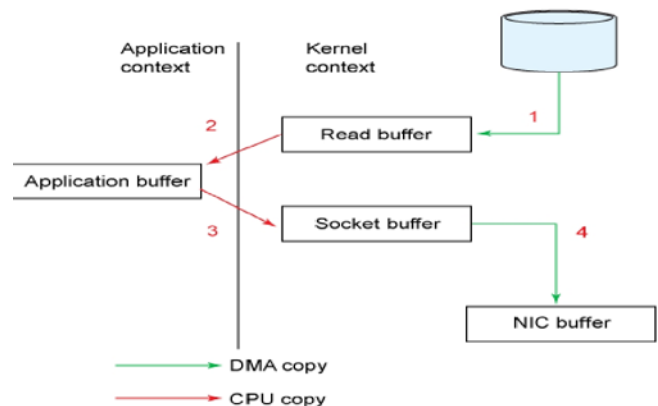 Application
context
Kernel
context
1
2
Read buffer
Application buffer
3
Socket buffer
4
NIC buffer
DMA copy
CPU copy